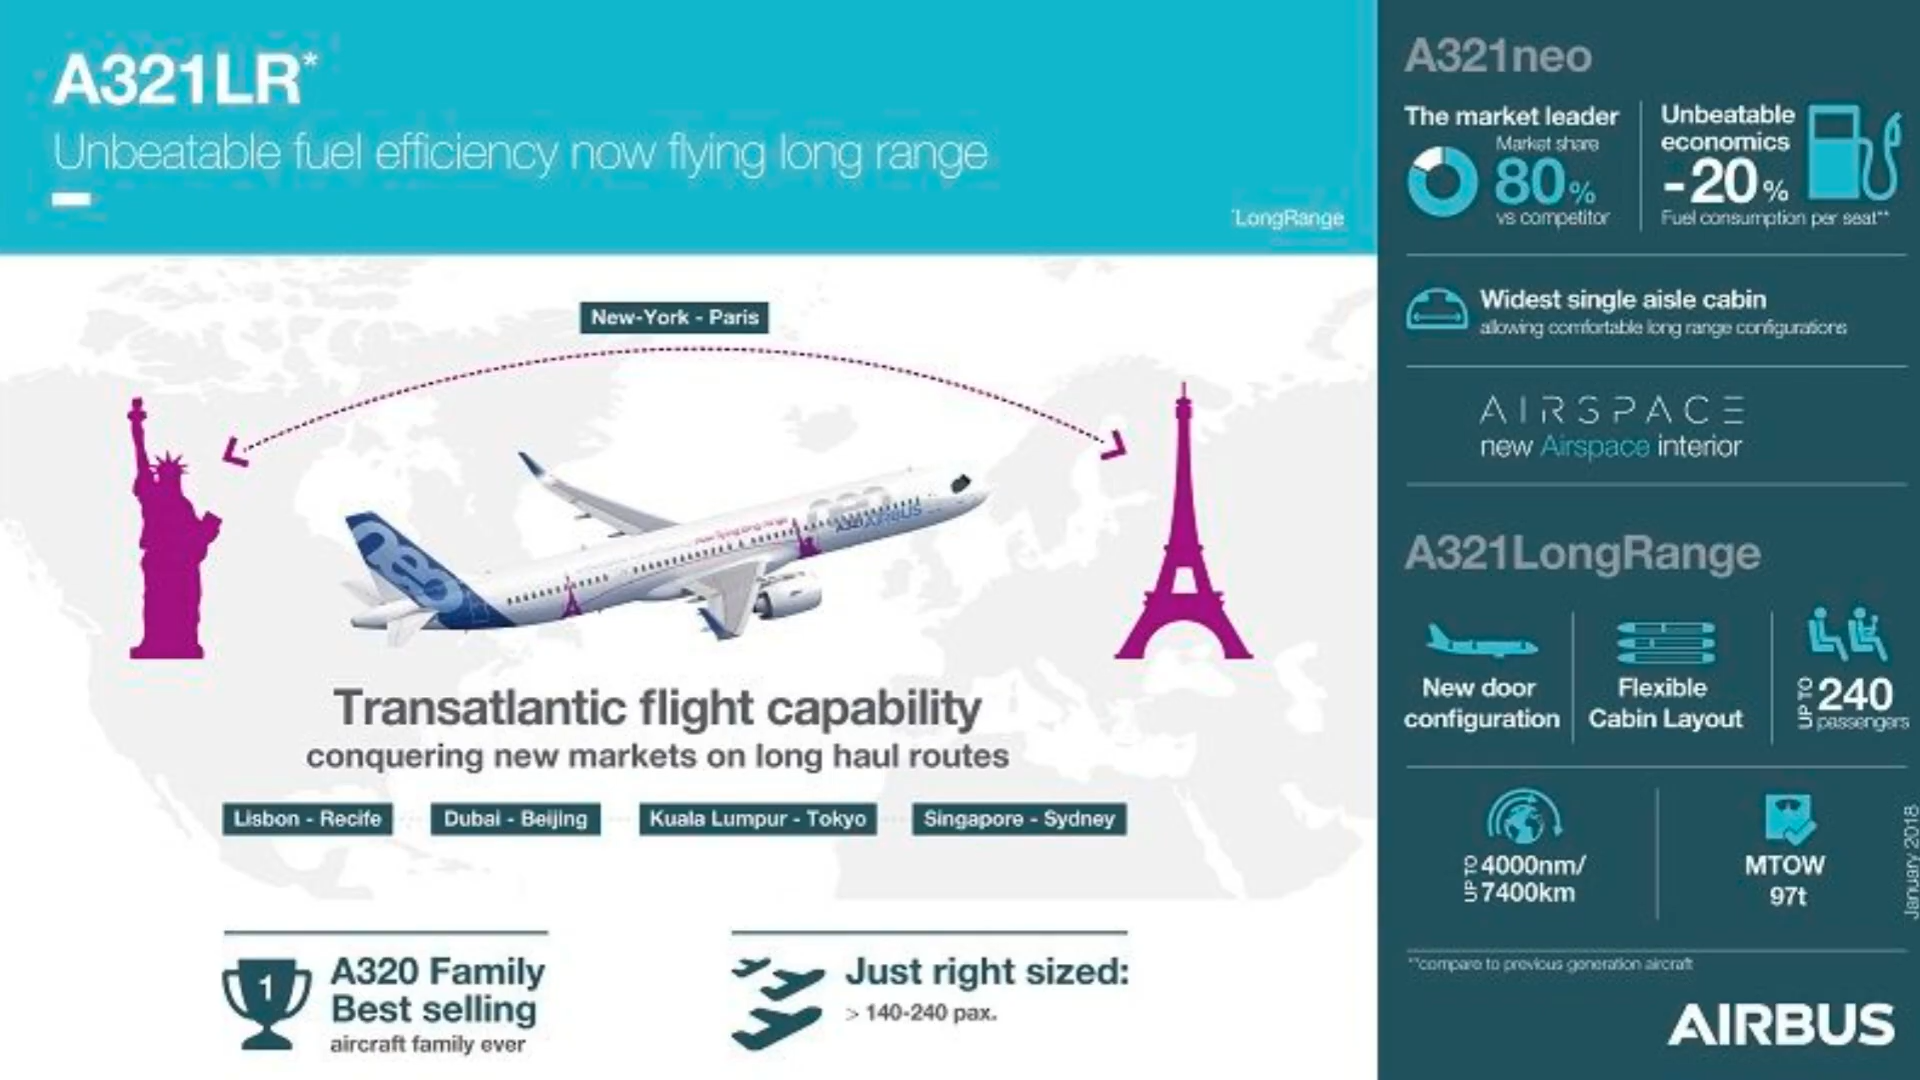 A321LR*
Unbeatable fuel efficiency now flying long range
*LongRange
New-York - Paris
neo
A321 AIRBUS
Transatlantic flight capability
conquering new markets on long haul routes
Lisbon - Recife
Dubai - Beijing
Kuala Lumpur - Tokyo
Singapore - Sydney
1
A320 Family
Best selling
aircraft family ever
Just right sized:
> 140-240 pax.
A321neo
The market leader
Market share
80%
vs competitor
Unbeatable
economics
-20%
Fuel consumption per seat**
Widest single aisle cabin
allowing comfortable long range configurations
AIRSPACE
new Airspace interior
A321LongRange
New door
configuration
Flexible
Cabin Layout
UP TO 240
passengers
UP TO 4000nm/
7400km
MTOW
97t
January 2018
**compare to previous generation aircraft
AIRBUS